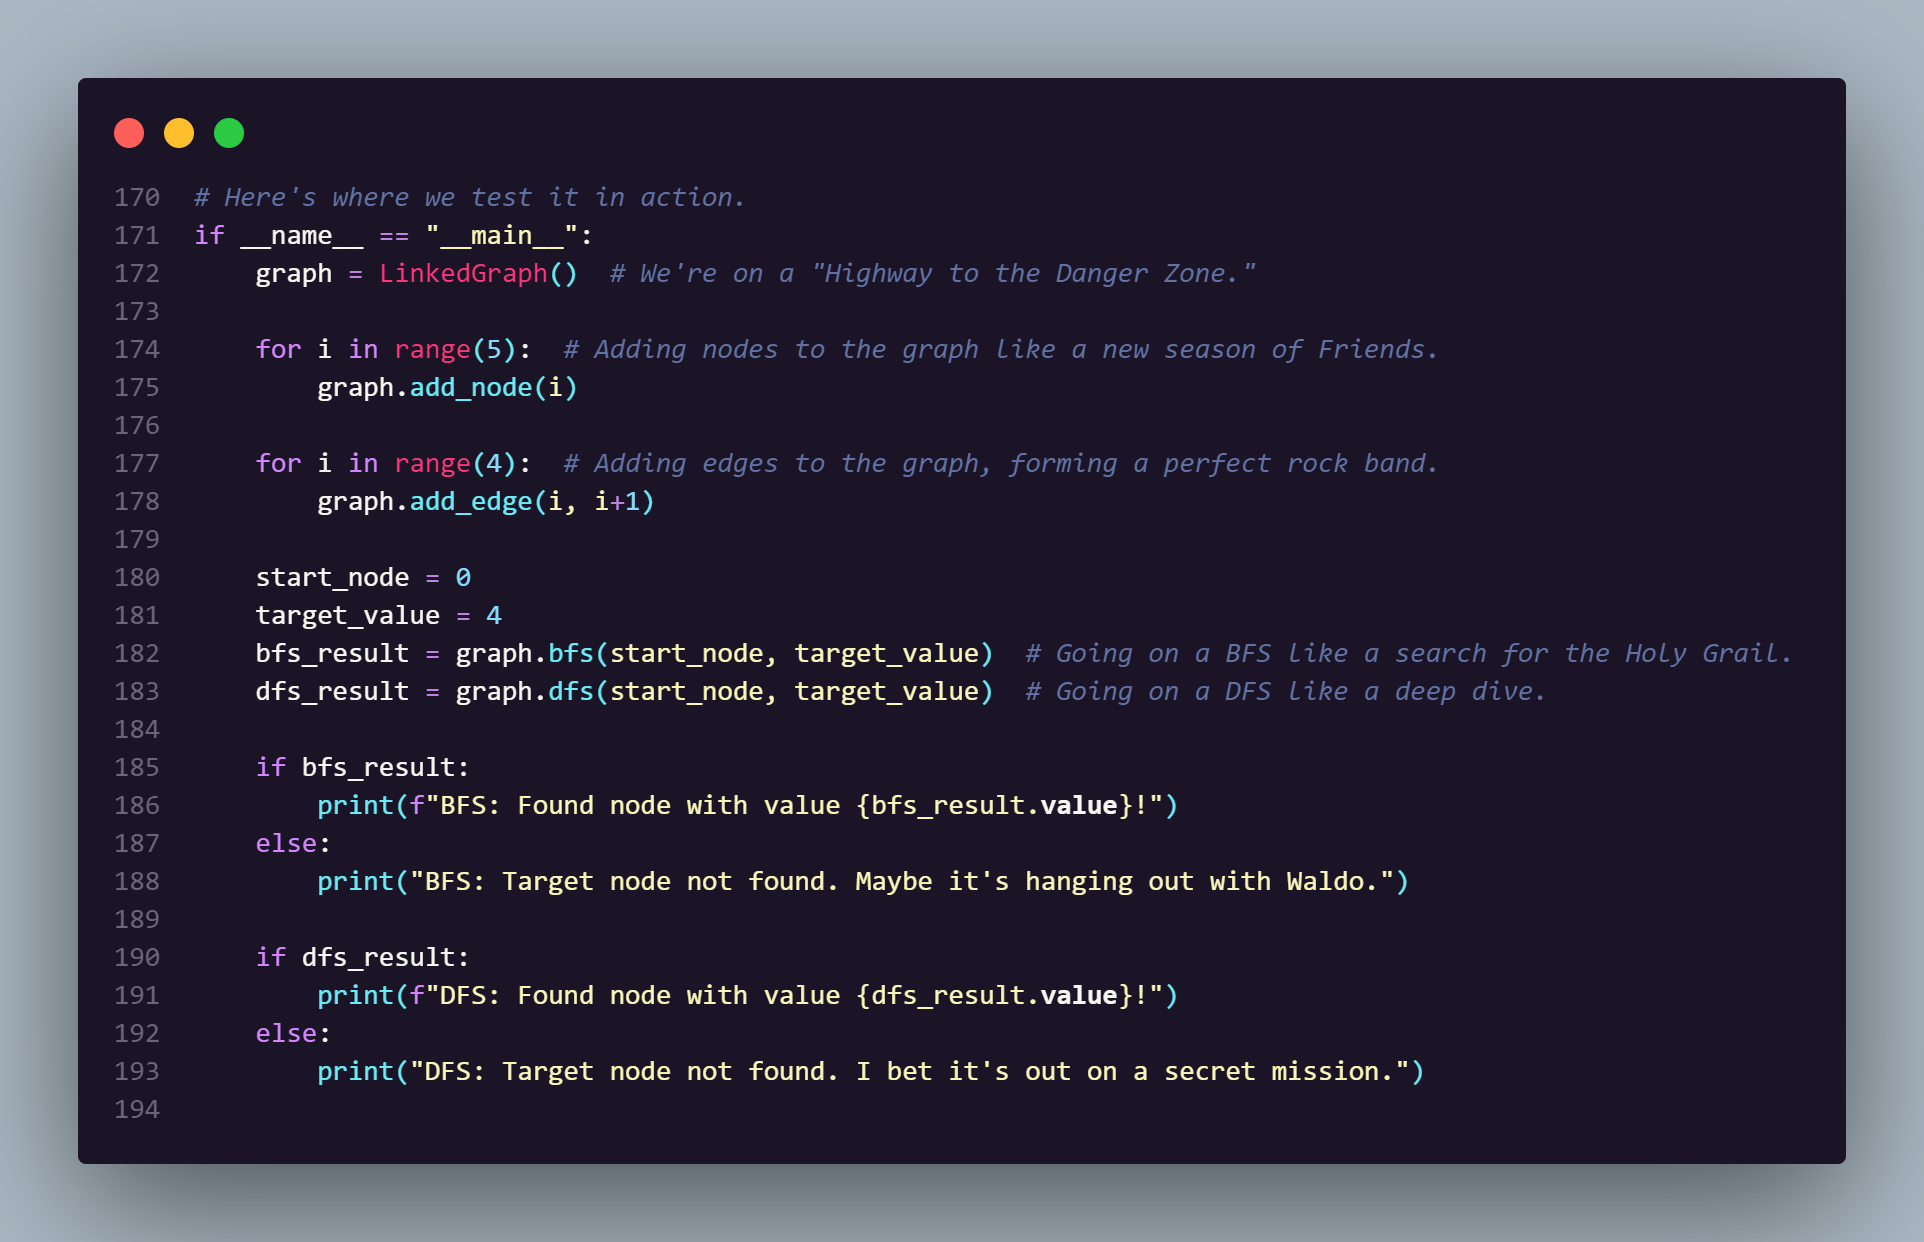 170 # Here's where we test it in action.
171 if __name__ == "__main__":
172     graph = LinkedGraph()  # We're on a "Highway to the Danger Zone."
173
174     for i in range(5):  # Adding nodes to the graph like a new season of Friends.
175         graph.add_node(i)
176
177     for i in range(4):  # Adding edges to the graph, forming a perfect rock band.
178         graph.add_edge(i, i+1)
179
180     start_node = 0
181     target_value = 4
182     bfs_result = graph.bfs(start_node, target_value)  # Going on a BFS like a search for the Holy Grail.
183     dfs_result = graph.dfs(start_node, target_value)  # Going on a DFS like a deep dive.
184
185     if bfs_result:
186         print(f"BFS: Found node with value {bfs_result.value}!")
187     else:
188         print("BFS: Target node not found. Maybe it's hanging out with Waldo.")
189
190     if dfs_result:
191         print(f"DFS: Found node with value {dfs_result.value}!")
192     else:
193         print("DFS: Target node not found. I bet it's out on a secret mission.")
194